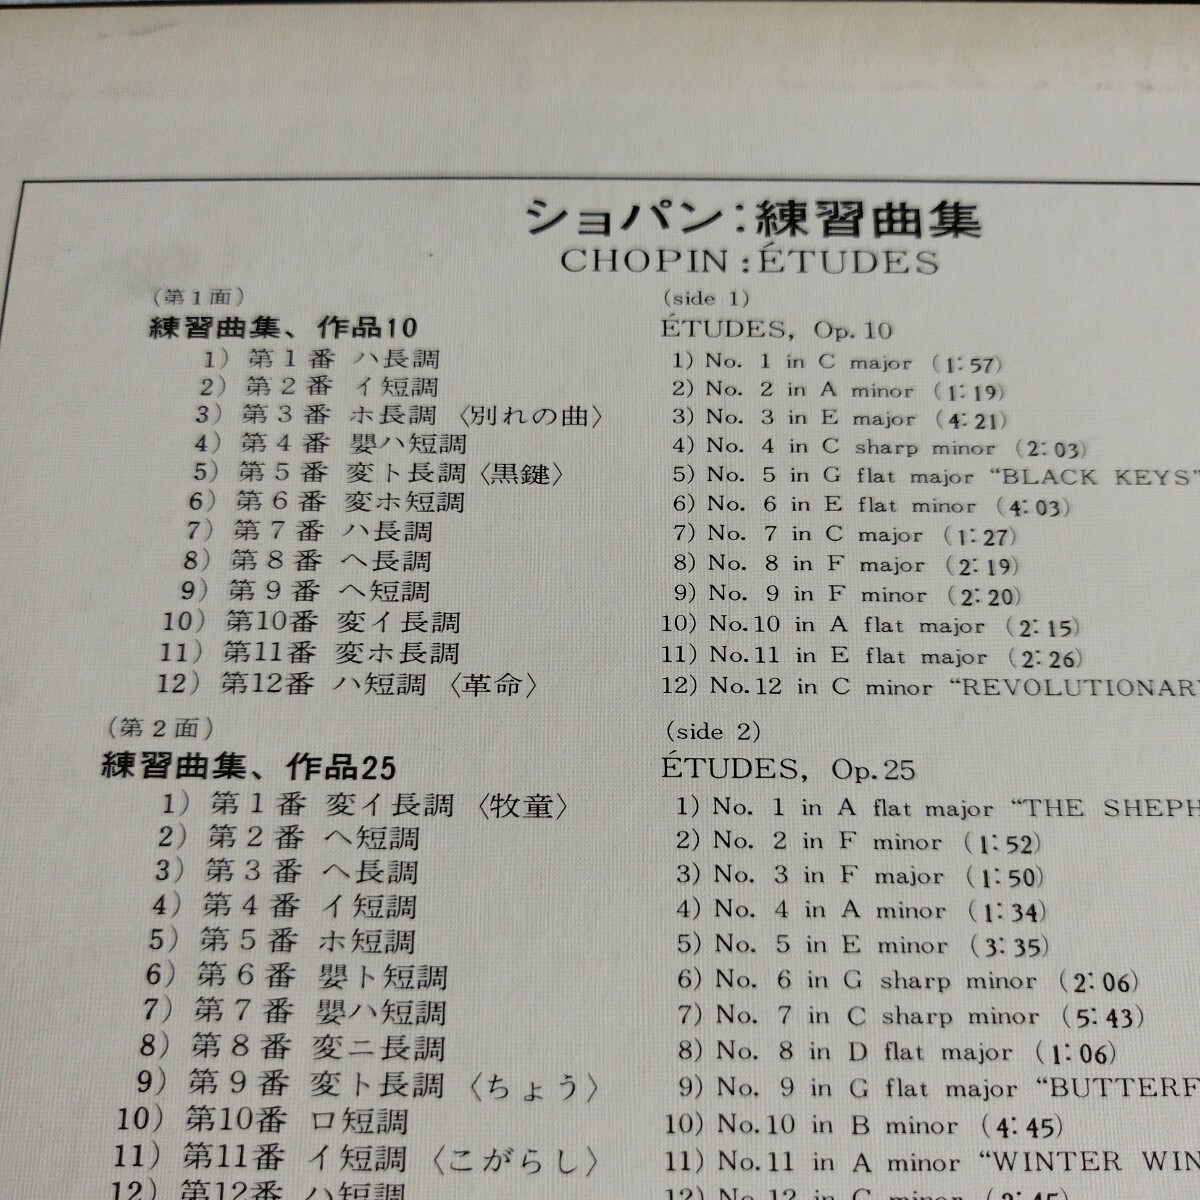 ショパン：練習曲集
CHOPIN : ÉTUDES
(第1面)
練習曲集、作品10
1) 第1番 ハ長調
2) 第2番 イ短調
3) 第3番 ホ長調〈別れの曲〉
4) 第4番 嬰ハ短調
5) 第5番 変ト長調〈黒鍵〉
6) 第6番 変ホ短調
7) 第7番 ハ長調
8) 第8番 ヘ長調
9) 第9番 ヘ短調
10) 第10番 変イ長調
11) 第11番 変ホ長調
12) 第12番 ハ短調〈革命〉
(第2面)
練習曲集、作品25
1) 第1番 変イ長調〈牧童〉
2) 第2番 ヘ短調
3) 第3番 ヘ長調
4) 第4番 イ短調
5) 第5番 ホ短調
6) 第6番 嬰ト短調
7) 第7番 嬰ハ短調
8) 第8番 変ニ長調
9) 第9番 変ト長調〈ちょう〉
10) 第10番 ロ短調
11) 第11番 イ短調〈こがらし〉
12) 第12番 ハ短調
(side 1)
ÉTUDES, Op. 10
1) No. 1 in C major (1:57)
2) No. 2 in A minor (1:19)
3) No. 3 in E major (4:21)
4) No. 4 in C sharp minor (2:03)
5) No. 5 in G flat major “BLACK KEYS”
6) No. 6 in E flat minor (4:03)
7) No. 7 in C major (1:27)
8) No. 8 in F major (2:19)
9) No. 9 in F minor (2:20)
10) No.10 in A flat major (2:15)
11) No.11 in E flat major (2:26)
12) No.12 in C minor “REVOLUTIONARY
(side 2)
ÉTUDES, Op.25
1) No. 1 in A flat major “THE SHEPH
2) No. 2 in F minor (1:52)
3) No. 3 in F major (1:50)
4) No. 4 in A minor (1:34)
5) No. 5 in E minor (3:35)
6) No. 6 in G sharp minor (2:06)
7) No. 7 in C sharp minor (5:43)
8) No. 8 in D flat major (1:06)
9) No. 9 in G flat major “BUTTERF
10) No.10 in B minor (4:45)
11) No.11 in A minor “WINTER WIN
12) No.12 in C minor (2:45)